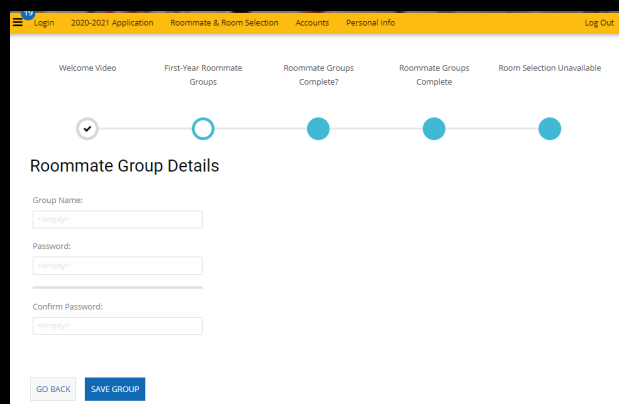 19
Login 2020-2021 Application Roommate & Room Selection Accounts Personal Info Log Out
Welcome Video First-Year Roommate Groups Roommate Groups Complete? Roommate Groups Complete Room Selection Unavailable
Roommate Group Details
Group Name:
<empty>
Password:
<empty>
Confirm Password:
<empty>
GO BACK SAVE GROUP